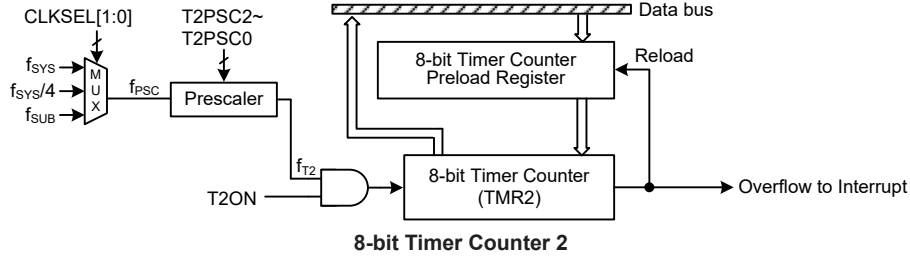 CLKSEL[1:0]
T2PSC2~
T2PSC0
Data bus
fSYS
fSYS/4
fSUB
M
U
X
fPSC
Prescaler
8-bit Timer Counter
Preload Register
Reload
fT2
T2ON
8-bit Timer Counter
(TMR2)
Overflow to Interrupt
8-bit Timer Counter 2